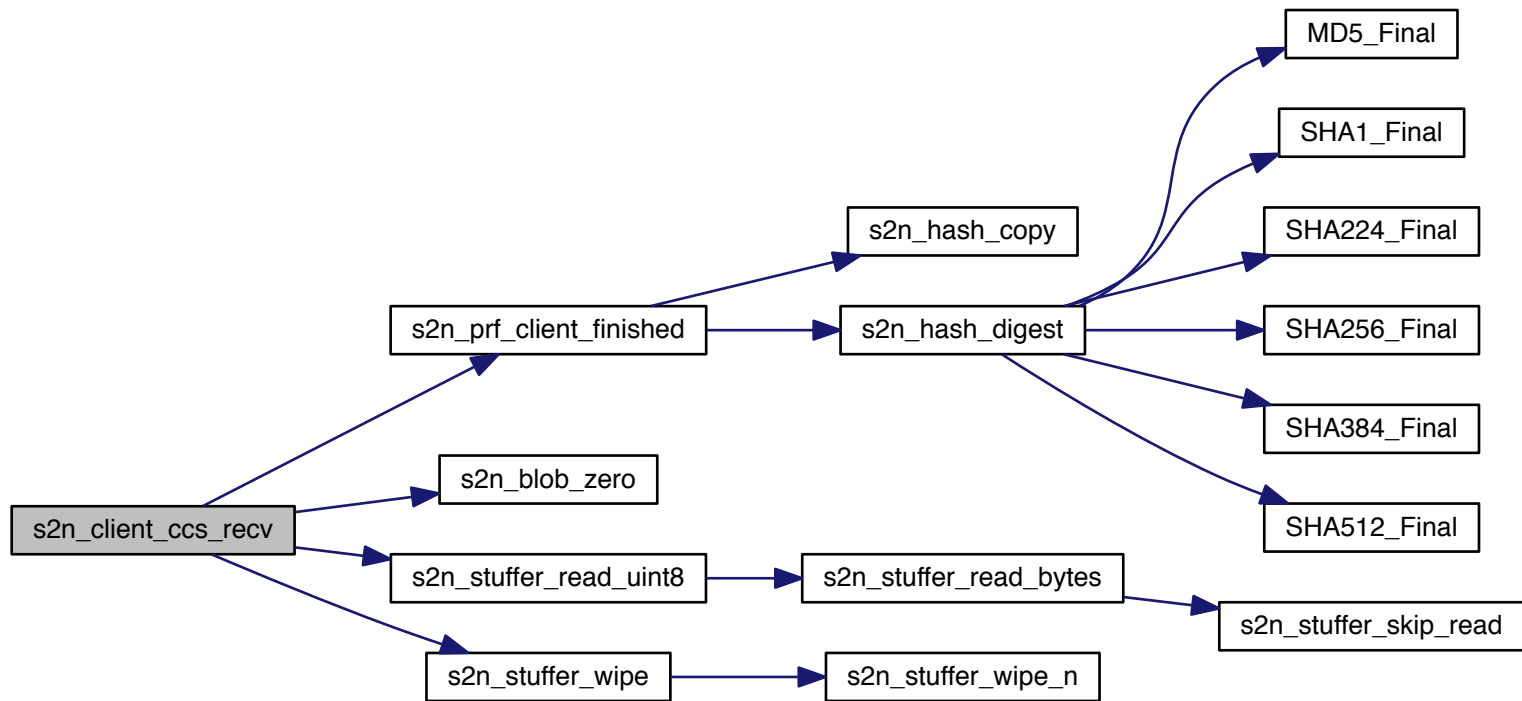 MD5_Final
SHA1_Final
s2n_hash_copy
SHA224_Final
s2n_prf_client_finished
s2n_hash_digest
SHA256_Final
SHA384_Final
s2n_blob_zero
s2n_client_ccs_recv
SHA512_Final
s2n_stuffer_read_uint8
s2n_stuffer_read_bytes
s2n_stuffer_skip_read
s2n_stuffer_wipe
s2n_stuffer_wipe_n